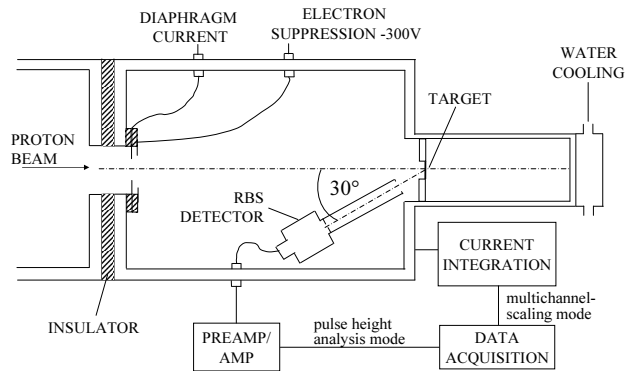 DIAPHRAGM
CURRENT
ELECTRON
SUPPRESSION -300V
WATER
COOLING
TARGET
PROTON
BEAM
30°
RBS
DETECTOR
INSULATOR
CURRENT
INTEGRATION
multichannel-
scaling mode
PREAMP/
AMP
pulse height
analysis mode
DATA
ACQUISITION